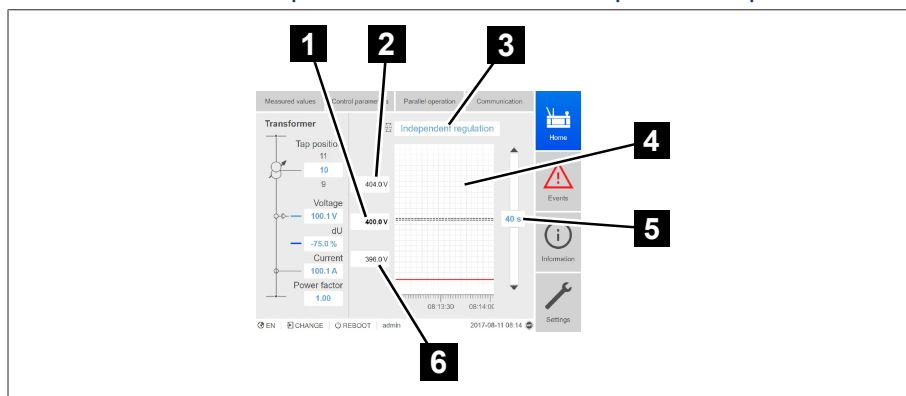 1
2
3
Measured values
Control parameters
Parallel operation
Communication
Home
Transformer
Independent regulation
4
Tap position
11
10
9
404.0 V
Events
Voltage
100.1 V
400.0 V
40 s
5
dU
-75.0 %
Information
396.0 V
Current
100.1 A
Power factor
1.00
08:13:30
08:14:00
Settings
EN
CHANGE
REBOOT
admin
2017-08-11 08:14
6